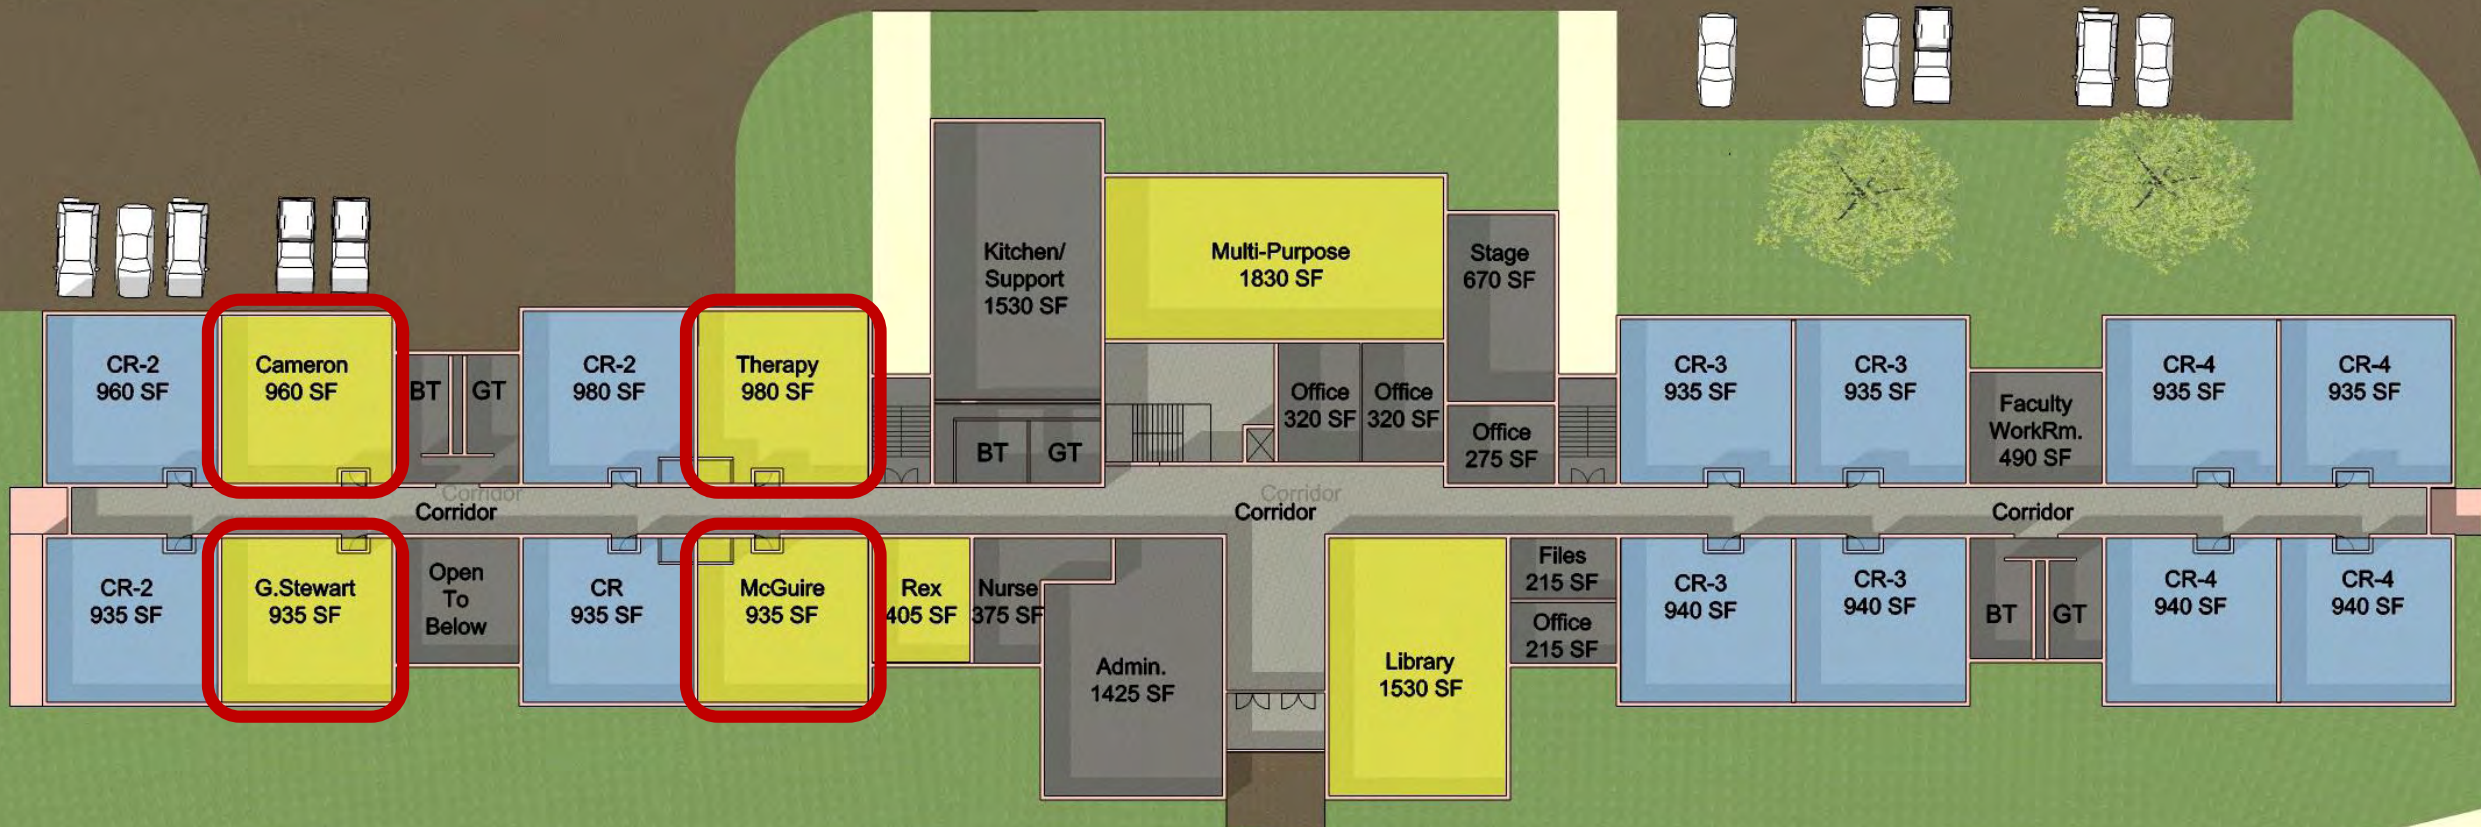 Kitchen/
Support
1530 SF
Multi-Purpose
1830 SF
Stage
670 SF
CR-2
960 SF
Cameron
960 SF
BT
GT
CR-2
980 SF
Therapy
980 SF
BT
GT
Office
320 SF
Office
320 SF
Office
275 SF
CR-3
935 SF
CR-3
935 SF
Faculty
WorkRm.
490 SF
CR-4
935 SF
CR-4
935 SF
Corridor
Corridor
Corridor
Corridor
Corridor
CR-2
935 SF
G.Stewart
935 SF
Open
To
Below
CR
935 SF
McGuire
935 SF
Rex
405 SF
Nurse
375 SF
Admin.
1425 SF
Library
1530 SF
Files
215 SF
Office
215 SF
CR-3
940 SF
CR-3
940 SF
BT
GT
CR-4
940 SF
CR-4
940 SF